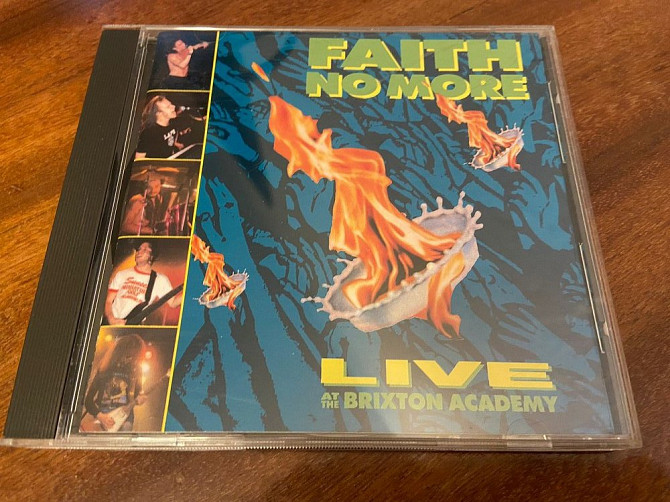 FAITH
NO MORE
LIVE
AT THE BRIXTON ACADEMY